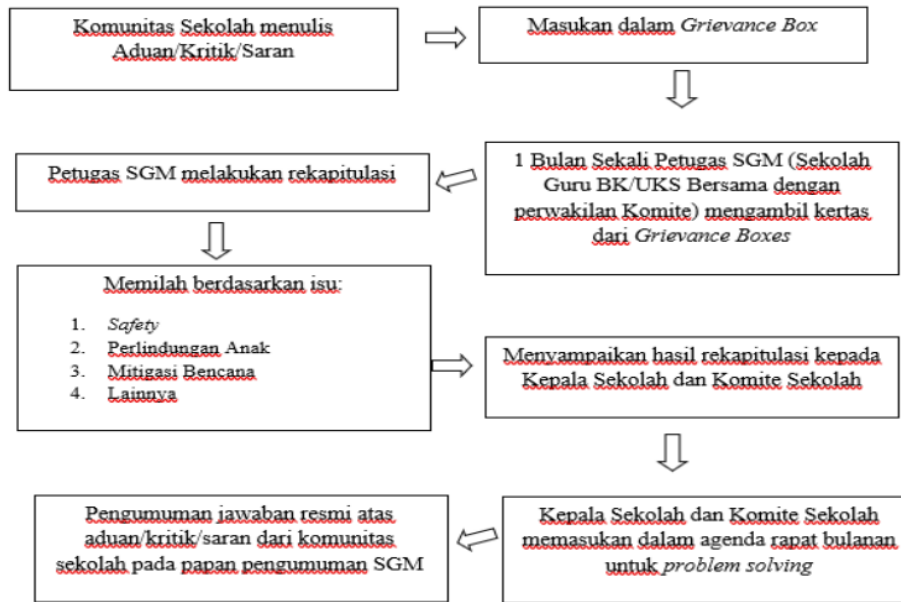 Komunitas Sekolah menulis
Aduan/Kritik/Saran
Masukan dalam Grievance Box
1 Bulan Sekali Petugas SGM (Sekolah
Guru BK/UKS Bersama dengan
perwakilan Komite) mengambil kertas
dari Grievance Boxes
Petugas SGM melakukan rekapitulasi
Memilah berdasarkan isu:
1. Safety
2. Perlindungan Anak
3. Mitigasi Bencana
4. Lainnya
Menyampaikan hasil rekapitulasi kepada
Kepala Sekolah dan Komite Sekolah
Kepala Sekolah dan Komite Sekolah
memasukan dalam agenda rapat bulanan
untuk problem solving
Pengumuman jawaban resmi atas
aduan/kritik/saran dari komunitas
sekolah pada papan pengumuman SGM